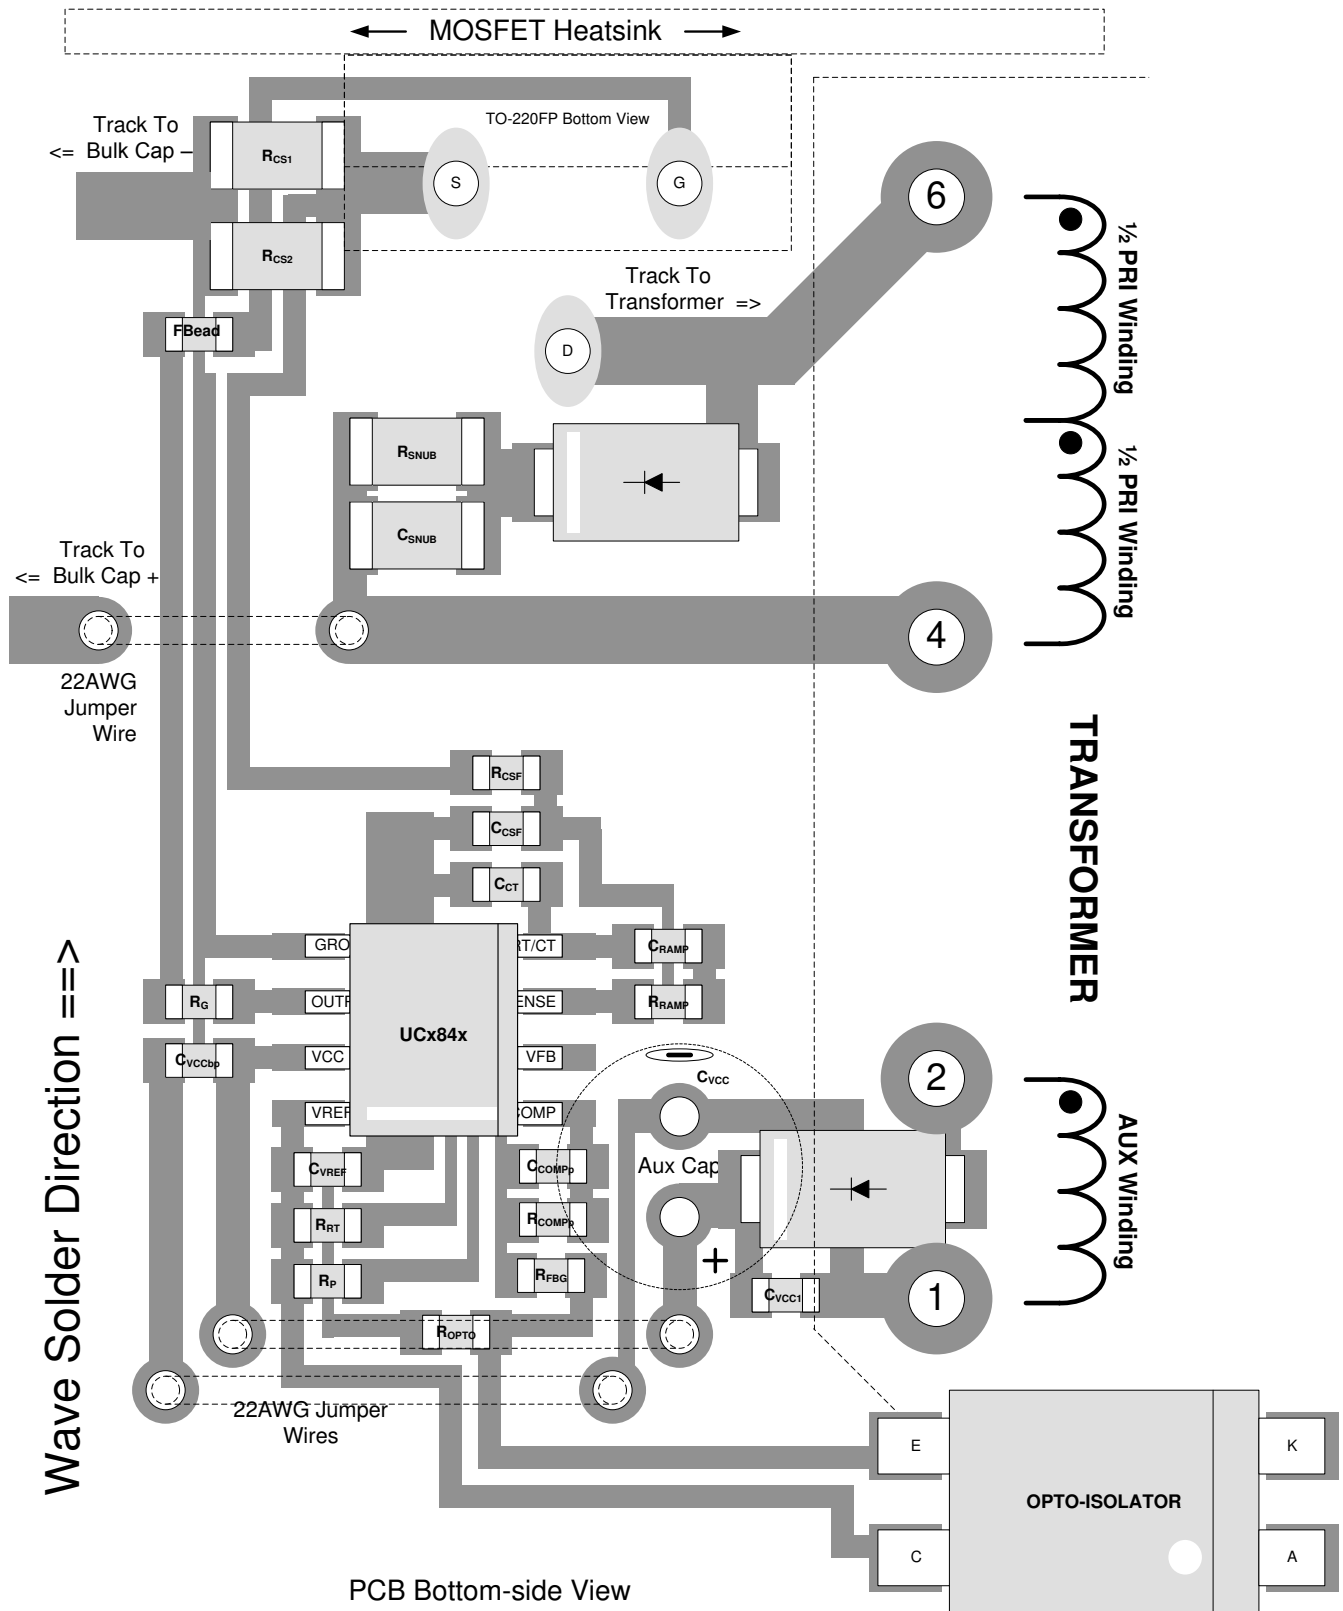 MOSFET Heatsink
Track To
<= Bulk Cap –
TO-220FP Bottom View
RCS1
S
G
6
RCS2
½ PRI Winding
Track To
Transformer =>
FBead
D
RSNUB
½ PRI Winding
CSNUB
Track To
<= Bulk Cap +
4
22AWG
Jumper
Wire
TRANSFORMER
RCSF
CCSF
CCT
GRO
RT/CT
CRAMP
Wave Solder Direction ==>
RG
OUTP
UCx84x
ENSE
RRAMP
CVCCbp
VCC
VFB
–
CVCC
2
VREF
COMP
AUX Winding
CVREF
CCOMPp
Aux Cap
RRT
RCOMPp
+
RP
RFBG
CVCC1
1
ROPTO
22AWG Jumper
Wires
E
K
OPTO-ISOLATOR
C
A
PCB Bottom-side View